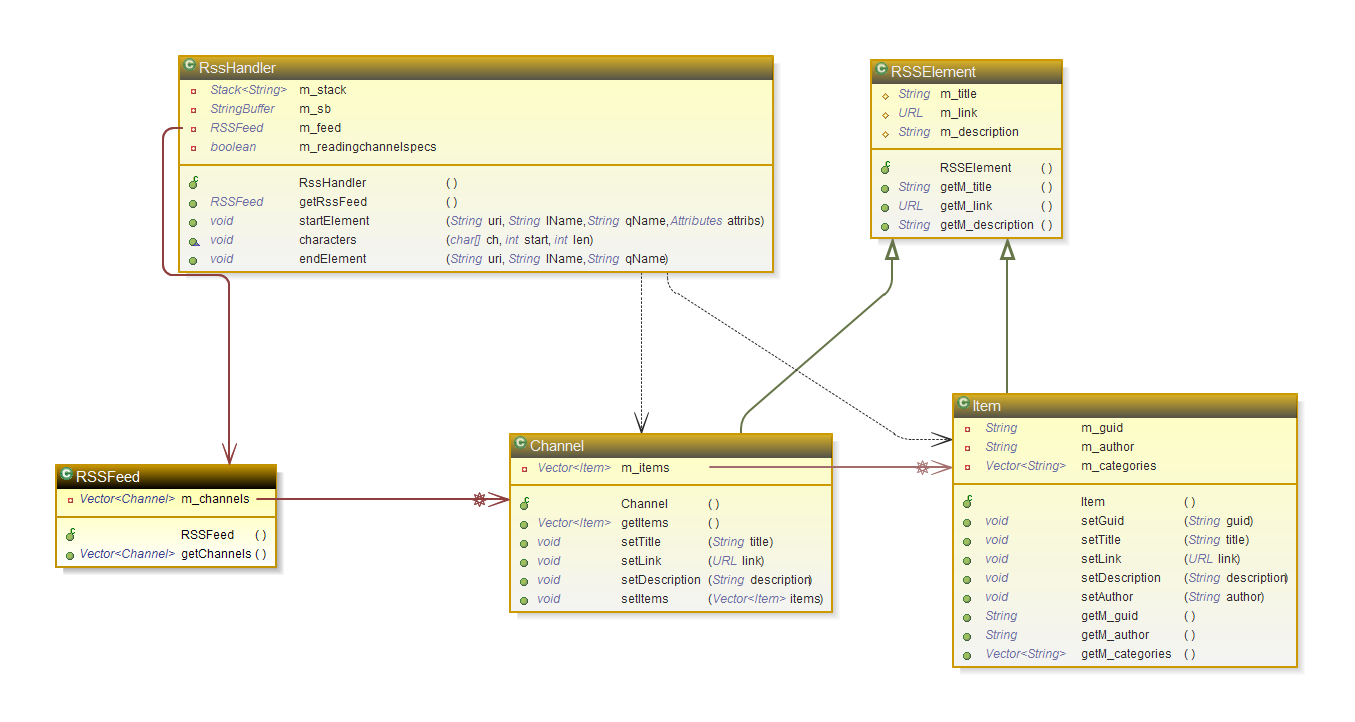 RssHandler
Stack<String> m_stack
StringBuffer m_sb
RSSFeed m_feed
boolean m_readingchannelspecs
RssHandler ( )
RSSFeed getRssFeed ( )
void startElement (String uri, String lName, String qName, Attributes attribs)
void characters (char[] ch, int start, int len)
void endElement (String uri, String lName, String qName)
RSSElement
String m_title
URL m_link
String m_description
RSSElement ( )
String getM_title ( )
URL getM_link ( )
String getM_description ( )
RSSFeed
Vector<Channel> m_channels
RSSFeed ( )
Vector<Channel> getChannels ( )
Channel
Vector<Item> m_items
Channel ( )
Vector<Item> getItems ( )
void setTitle (String title)
void setLink (URL link)
void setDescription (String description)
void setItems (Vector<Item> items)
Item
String m_guid
String m_author
Vector<String> m_categories
Item ( )
void setGuid (String guid)
void setTitle (String title)
void setLink (URL link)
void setDescription (String description)
void setAuthor (String author)
String getM_guid ( )
String getM_author ( )
Vector<String> getM_categories ( )